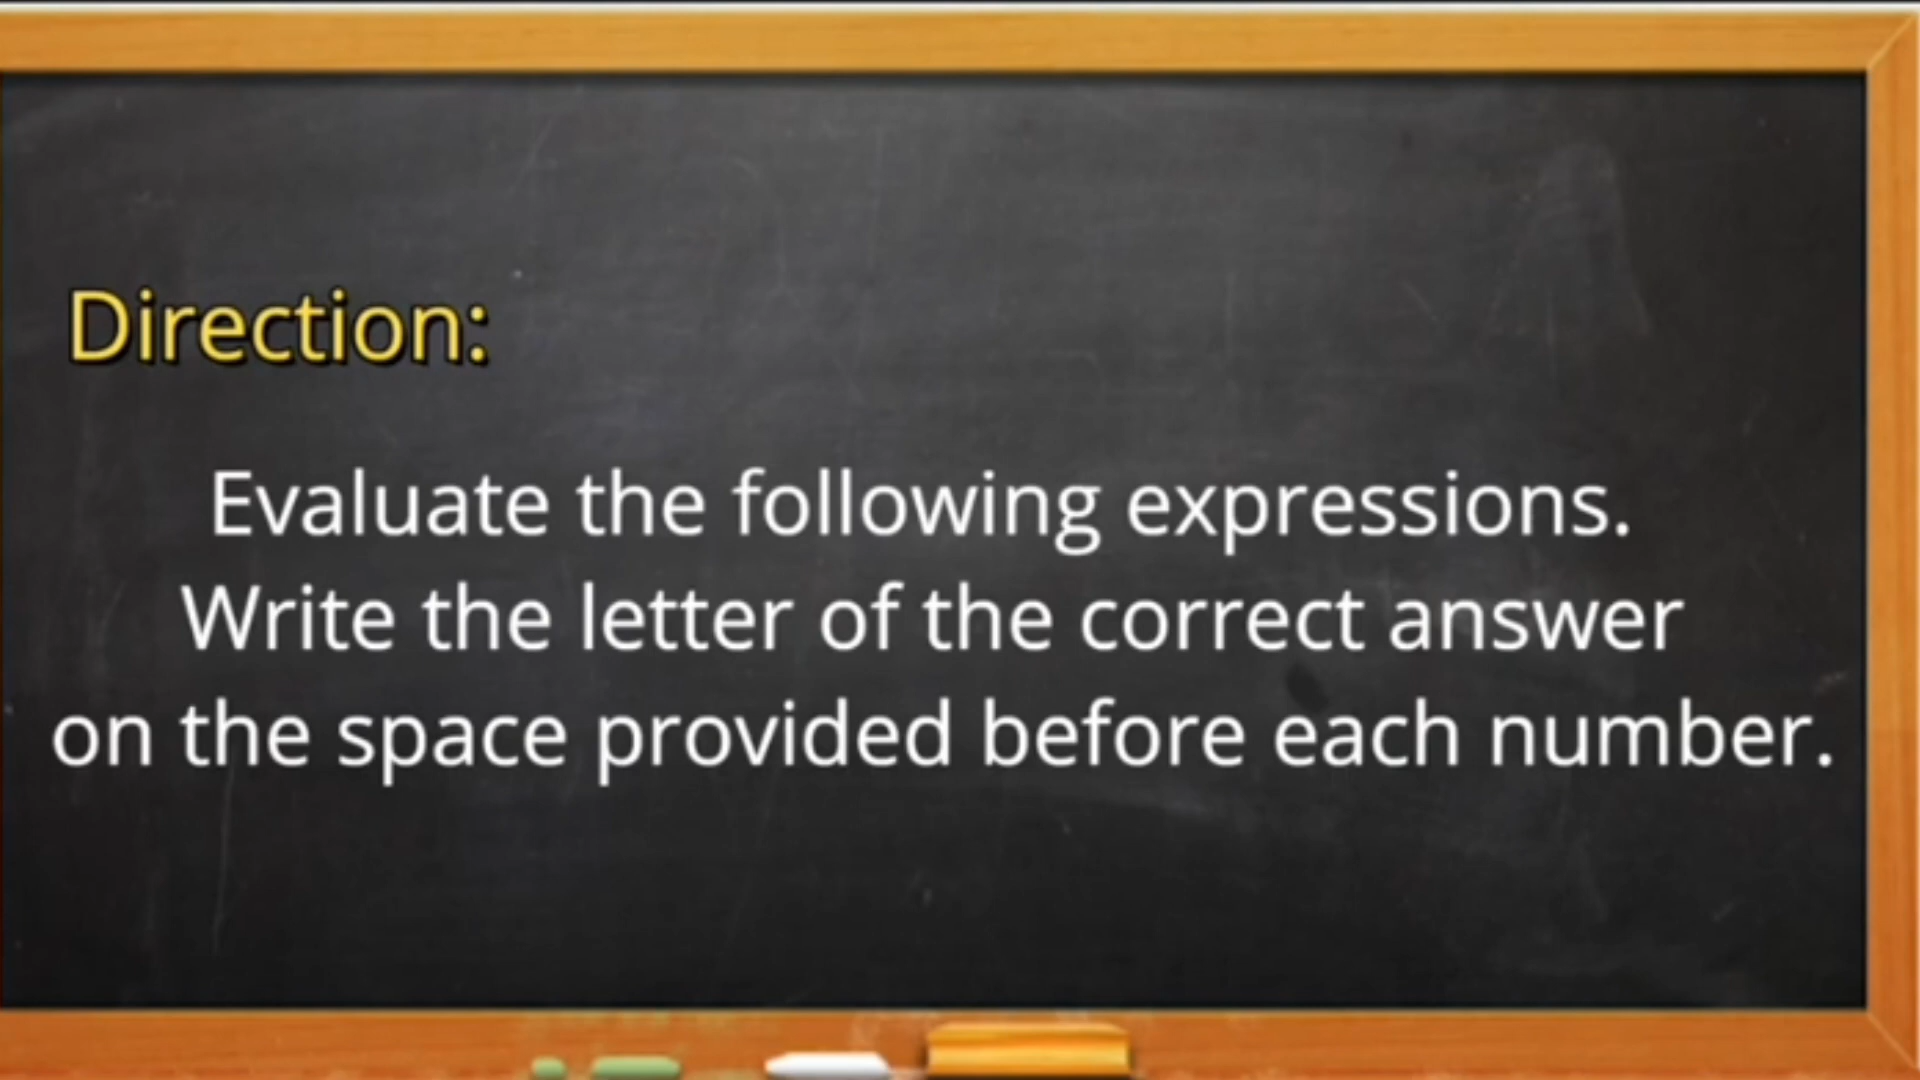 Direction:
Evaluate the following expressions.
Write the letter of the correct answer
on the space provided before each number.